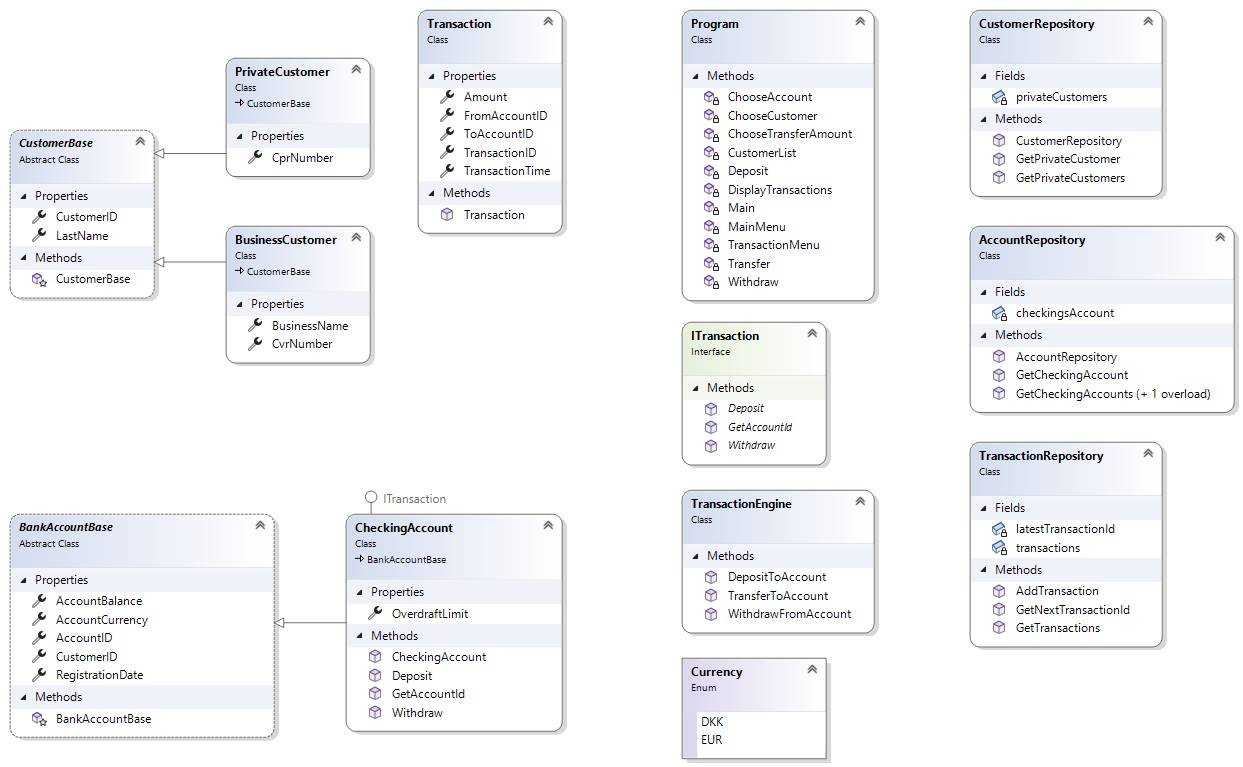 CustomerBase
Abstract Class
Properties
CustomerID
LastName
Methods
CustomerBase
PrivateCustomer
Class
CustomerBase
Properties
CprNumber
BusinessCustomer
Class
CustomerBase
Properties
BusinessName
CvrNumber
Transaction
Class
Properties
Amount
FromAccountID
ToAccountID
TransactionID
TransactionTime
Methods
Transaction
BankAccountBase
Abstract Class
Properties
AccountBalance
AccountCurrency
AccountID
CustomerID
RegistrationDate
Methods
BankAccountBase
ITransaction
CheckingAccount
Class
BankAccountBase
Properties
OverdraftLimit
Methods
CheckingAccount
Deposit
GetAccountId
Withdraw
Program
Class
Methods
ChooseAccount
ChooseCustomer
ChooseTransferAmount
CustomerList
Deposit
DisplayTransactions
Main
MainMenu
TransactionMenu
Transfer
Withdraw
ITransaction
Interface
Methods
Deposit
GetAccountId
Withdraw
TransactionEngine
Class
Methods
DepositToAccount
TransferToAccount
WithdrawFromAccount
Currency
Enum
DKK
EUR
CustomerRepository
Class
Fields
privateCustomers
Methods
CustomerRepository
GetPrivateCustomer
GetPrivateCustomers
AccountRepository
Class
Fields
checkingsAccount
Methods
AccountRepository
GetCheckingAccount
GetCheckingAccounts (+ 1 overload)
TransactionRepository
Class
Fields
latestTransactionId
transactions
Methods
AddTransaction
GetNextTransactionId
GetTransactions